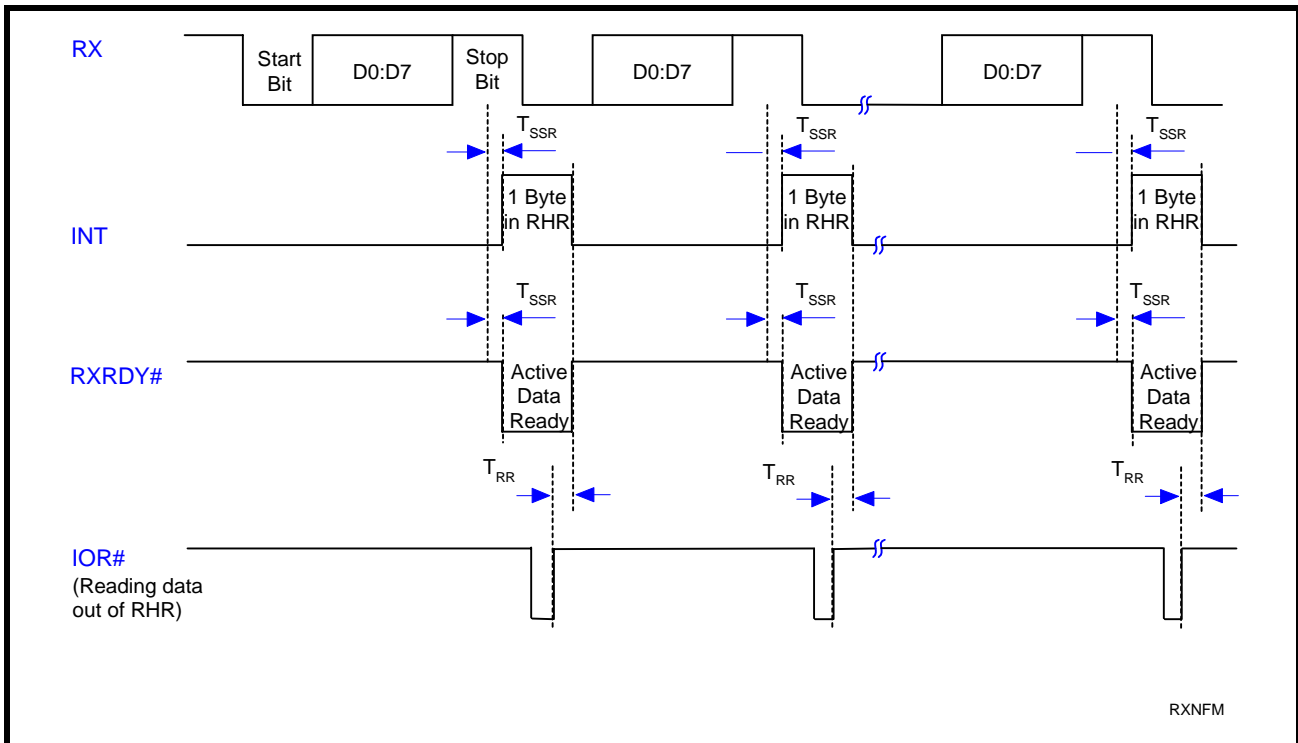 RX
Start
Bit
D0:D7
Stop
Bit
D0:D7
D0:D7
TSSR
TSSR
TSSR
1 Byte
in RHR
1 Byte
in RHR
1 Byte
in RHR
INT
TSSR
TSSR
TSSR
RXRDY#
Active
Data
Ready
Active
Data
Ready
Active
Data
Ready
TRR
TRR
TRR
IOR#
(Reading data
out of RHR)
RXNFM